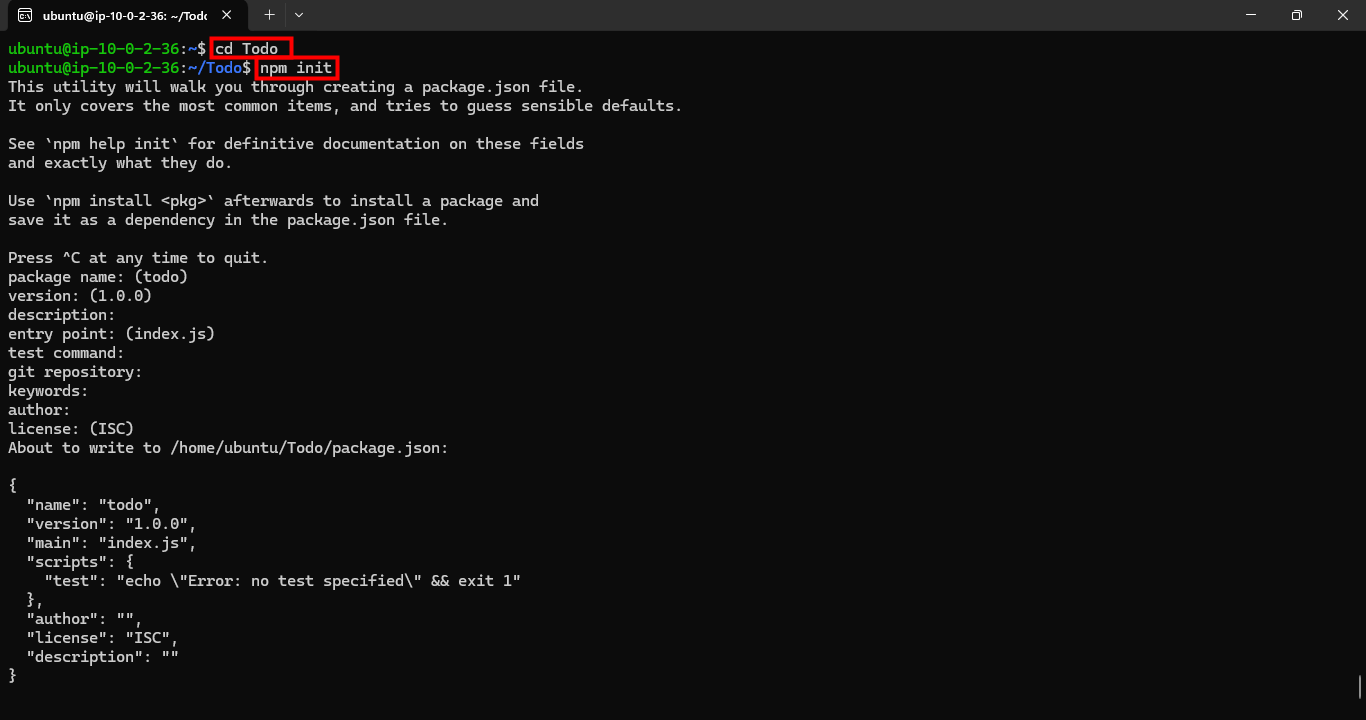 ubuntu@ip-10-0-2-36: ~/Todo
ubuntu@ip-10-0-2-36:~$ cd Todo
ubuntu@ip-10-0-2-36:~/Todo$ npm init
This utility will walk you through creating a package.json file.
It only covers the most common items, and tries to guess sensible defaults.
See `npm help init` for definitive documentation on these fields
and exactly what they do.
Use `npm install <pkg>` afterwards to install a package and
save it as a dependency in the package.json file.
Press ^C at any time to quit.
package name: (todo)
version: (1.0.0)
description:
entry point: (index.js)
test command:
git repository:
keywords:
author:
license: (ISC)
About to write to /home/ubuntu/Todo/package.json:
{
  "name": "todo",
  "version": "1.0.0",
  "main": "index.js",
  "scripts": {
    "test": "echo \"Error: no test specified\" && exit 1"
  },
  "author": "",
  "license": "ISC",
  "description": ""
}